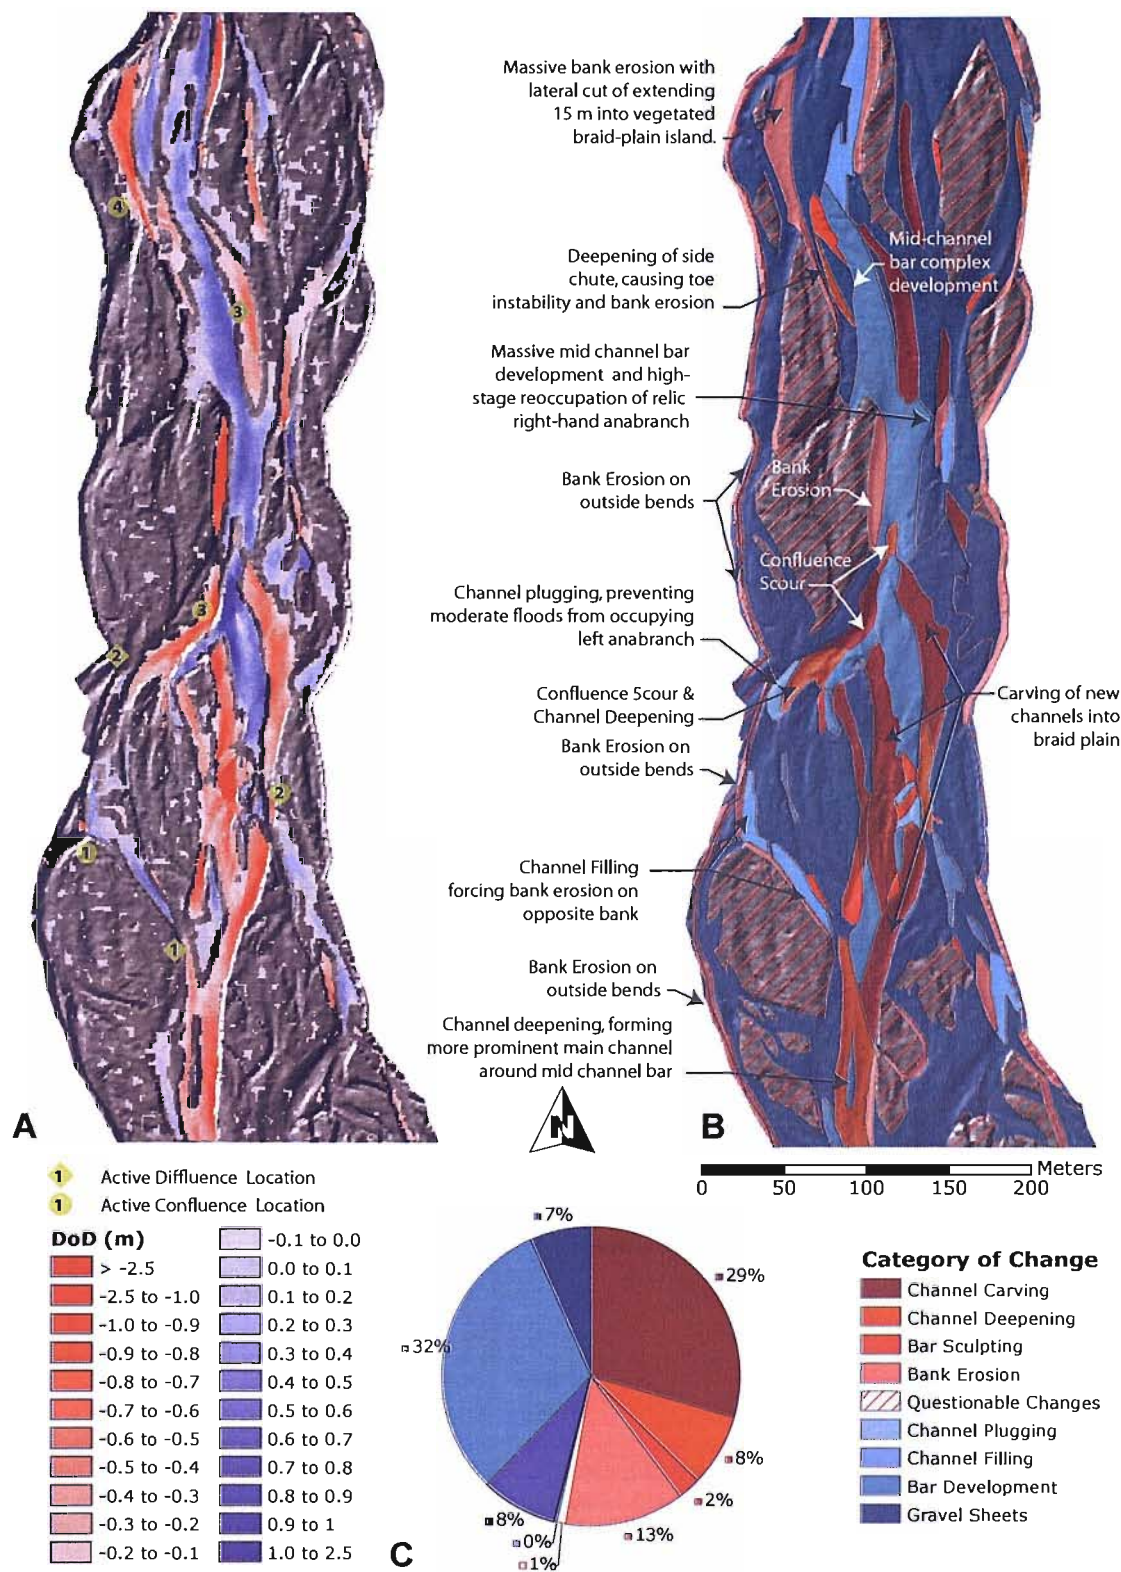 Massive bank erosion with
lateral cut of extending
15 m into vegetated
braid-plain island.
4
Mid-channel
bar complex
development
Deepening of side
chute, causing toe
instability and bank erosion
3
Massive mid channel bar
development and high-
stage reoccupation of relic
right-hand anabranch
Bank
Erosion
Bank Erosion on
outside bends
Confluence
Scour
Channel plugging, preventing
moderate floods from occupying
left anabranch
3
2
Confluence Scour &
Channel Deepening
Carving of new
channels into
braid plain
Bank Erosion on
outside bends
2
1
Channel Filling
forcing bank erosion on
opposite bank
1
Bank Erosion on
outside bends
Channel deepening, forming
more prominent main channel
around mid channel bar
A
N
B
Meters
0 50 100 150 200
1 Active Diffluence Location
1 Active Confluence Location
DoD (m)
> -2.5
-2.5 to -1.0
-1.0 to -0.9
-0.9 to -0.8
-0.8 to -0.7
-0.7 to -0.6
-0.6 to -0.5
-0.5 to -0.4
-0.4 to -0.3
-0.3 to -0.2
-0.2 to -0.1
-0.1 to 0.0
0.0 to 0.1
0.1 to 0.2
0.2 to 0.3
0.3 to 0.4
0.4 to 0.5
0.5 to 0.6
0.6 to 0.7
0.7 to 0.8
0.8 to 0.9
0.9 to 1
1.0 to 2.5
C
7%
29%
32%
8%
2%
13%
8%
0%
1%
Category of Change
Channel Carving
Channel Deepening
Bar Sculpting
Bank Erosion
Questionable Changes
Channel Plugging
Channel Filling
Bar Development
Gravel Sheets